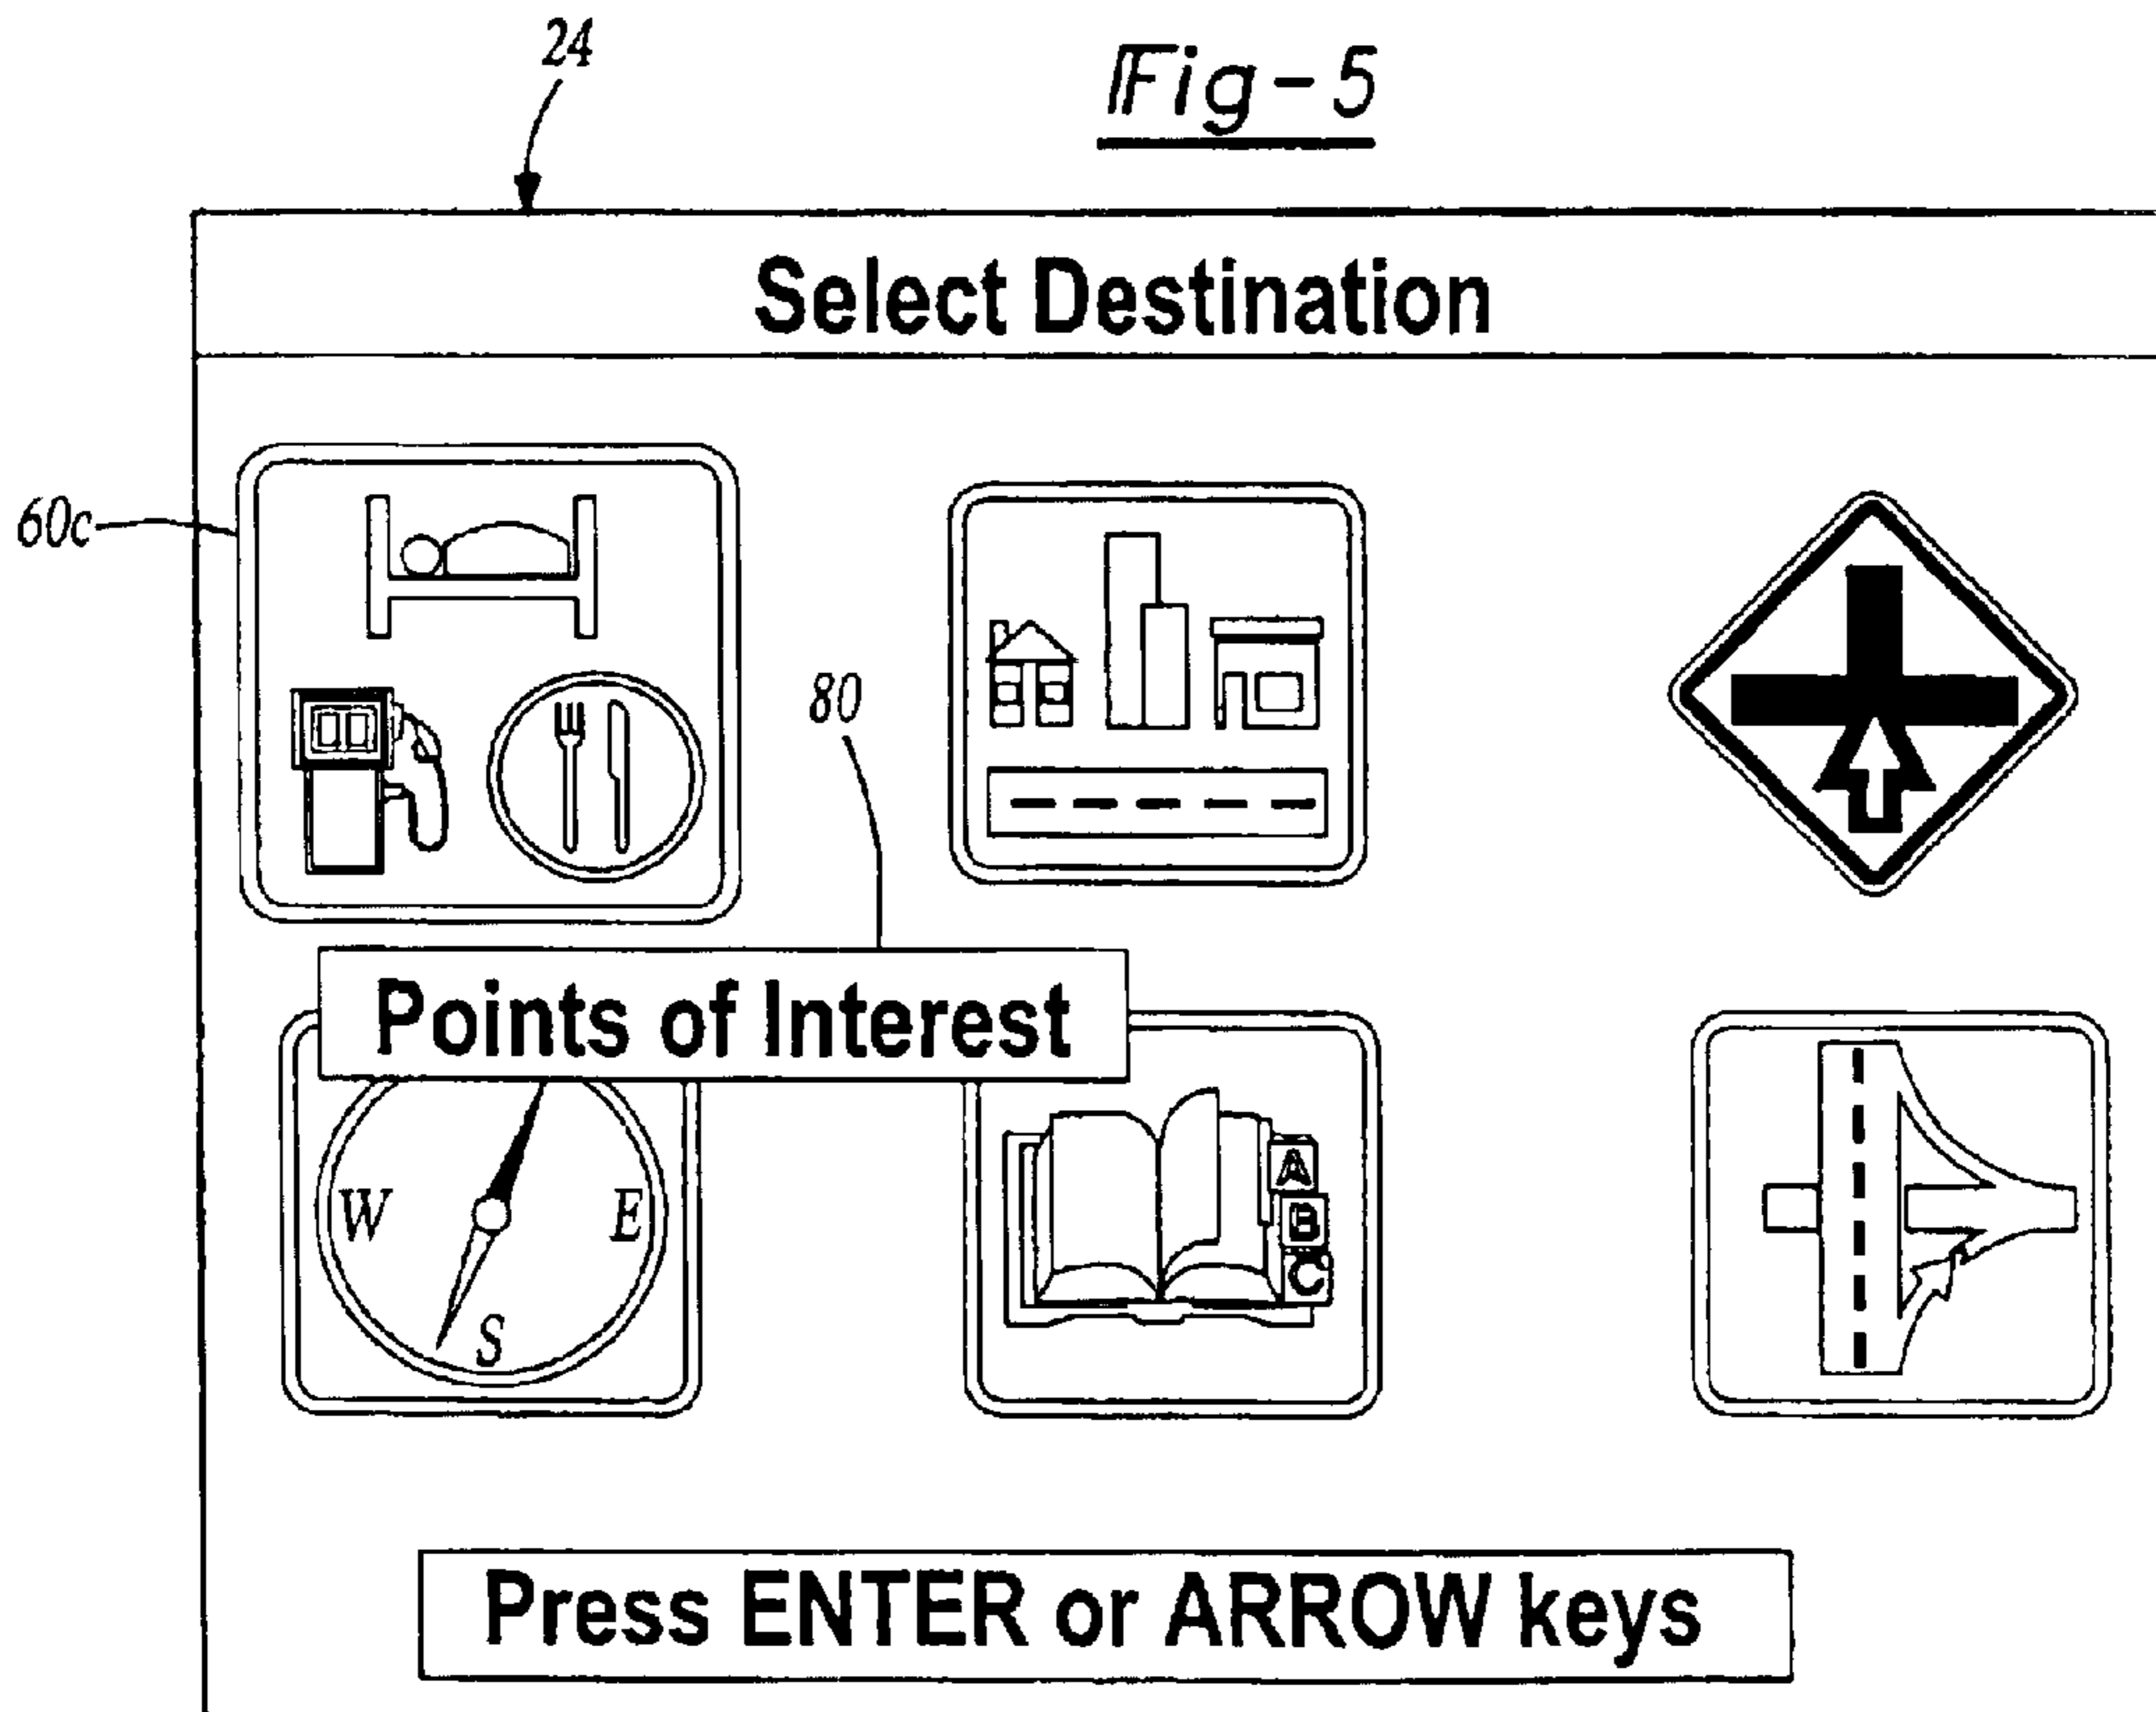 24
Fig-5
Select Destination
60c
80
Points of Interest
W
E
S
A
B
C
Press ENTER or ARROW keys